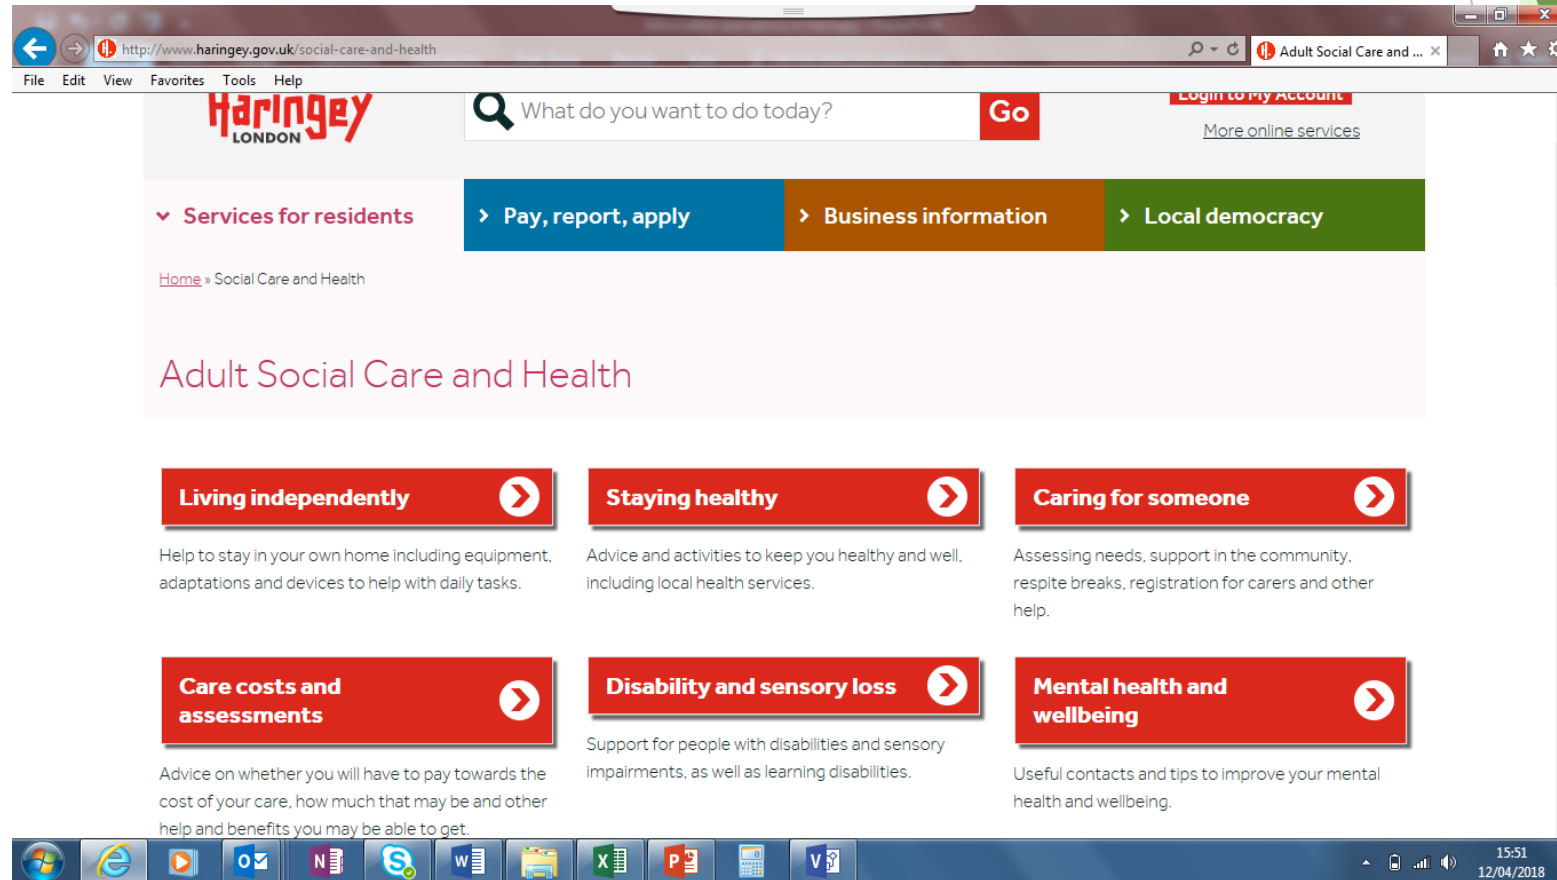 http://www.haringey.gov.uk/social-care-and-health
Adult Social Care and ...
File Edit View Favorites Tools Help
Haringey
LONDON
What do you want to do today?
Go
Login to My Account
More online services
Services for residents
Pay, report, apply
Business information
Local democracy
Home » Social Care and Health
Adult Social Care and Health
Living independently
Help to stay in your own home including equipment,
adaptations and devices to help with daily tasks.
Staying healthy
Advice and activities to keep you healthy and well,
including local health services.
Caring for someone
Assessing needs, support in the community,
respite breaks, registration for carers and other
help.
Care costs and
assessments
Advice on whether you will have to pay towards the
cost of your care, how much that may be and other
help and benefits you may be able to get.
Disability and sensory loss
Support for people with disabilities and sensory
impairments, as well as learning disabilities.
Mental health and
wellbeing
Useful contacts and tips to improve your mental
health and wellbeing.
15:51
12/04/2018